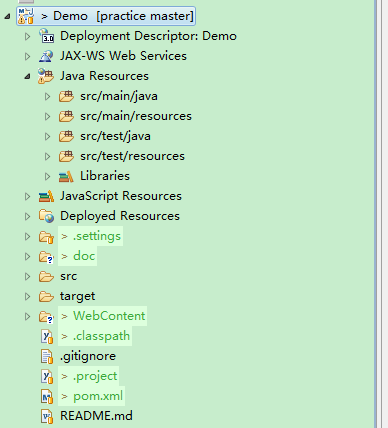 > Demo [practice master]
Deployment Descriptor: Demo
JAX-WS Web Services
Java Resources
src/main/java
src/main/resources
src/test/java
src/test/resources
Libraries
JavaScript Resources
Deployed Resources
> .settings
> doc
src
target
> WebContent
> .classpath
.gitignore
> .project
> pom.xml
README.md